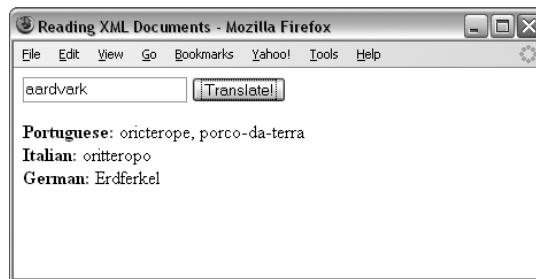 Reading XML Documents - Mozilla Firefox
File Edit View Go Bookmarks Yahoo! Tools Help
aardvark Translate!
Portuguese: oricterope, porco-da-terra
Italian: oritteropo
German: Erdferkel